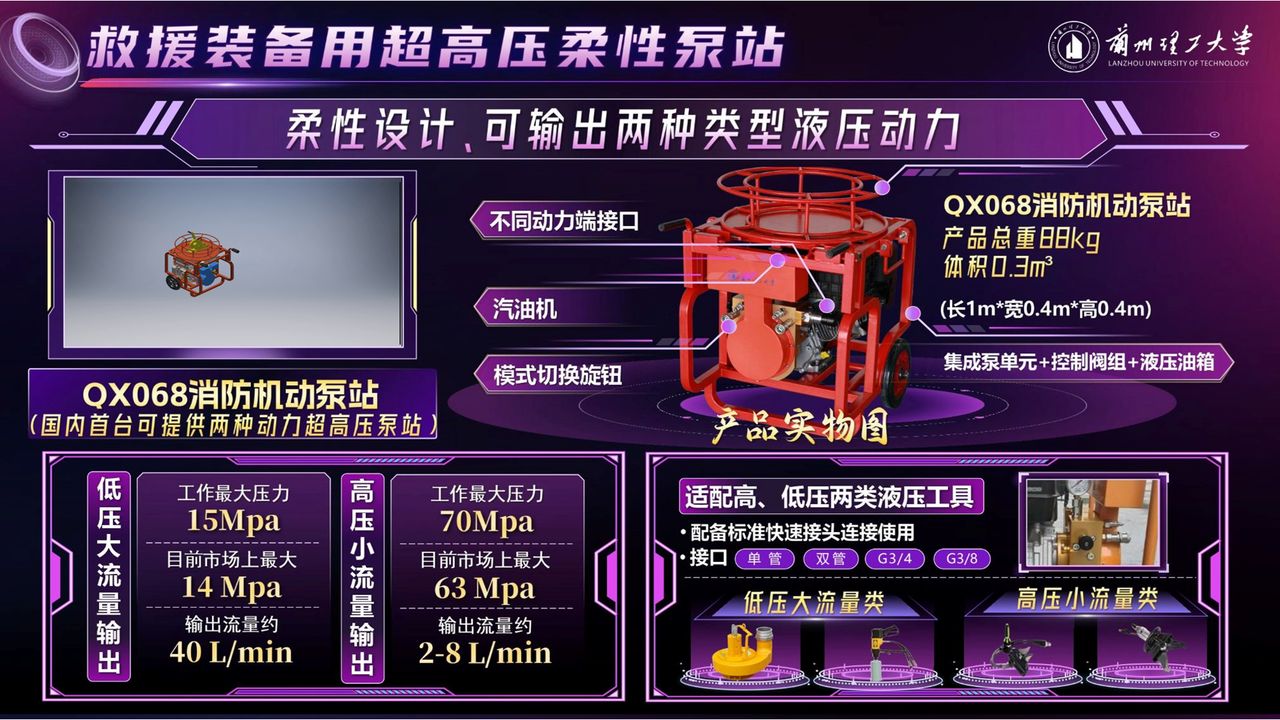 救援装备用超高压柔性泵站
兰州理工大学
LANZHOU UNIVERSITY OF TECHNOLOGY
柔性设计、可输出两种类型液压动力
不同动力端接口
汽油机
模式切换旋钮
QX068消防机动泵站
产品总重88kg
体积0.3m³
(长1m*宽0.4m*高0.4m)
集成泵单元+控制阀组+液压油箱
产品实物图
QX068消防机动泵站
(国内首台可提供两种动力超高压泵站)
低压大流量输出
工作最大压力
15Mpa
目前市场上最大
14 Mpa
输出流量约
40 L/min
高压小流量输出
工作最大压力
70Mpa
目前市场上最大
63 Mpa
输出流量约
2-8 L/min
适配高、低压两类液压工具
·配备标准快速接头连接使用
·接口 单管 双管 G3/4 G3/8
低压大流量类
高压小流量类